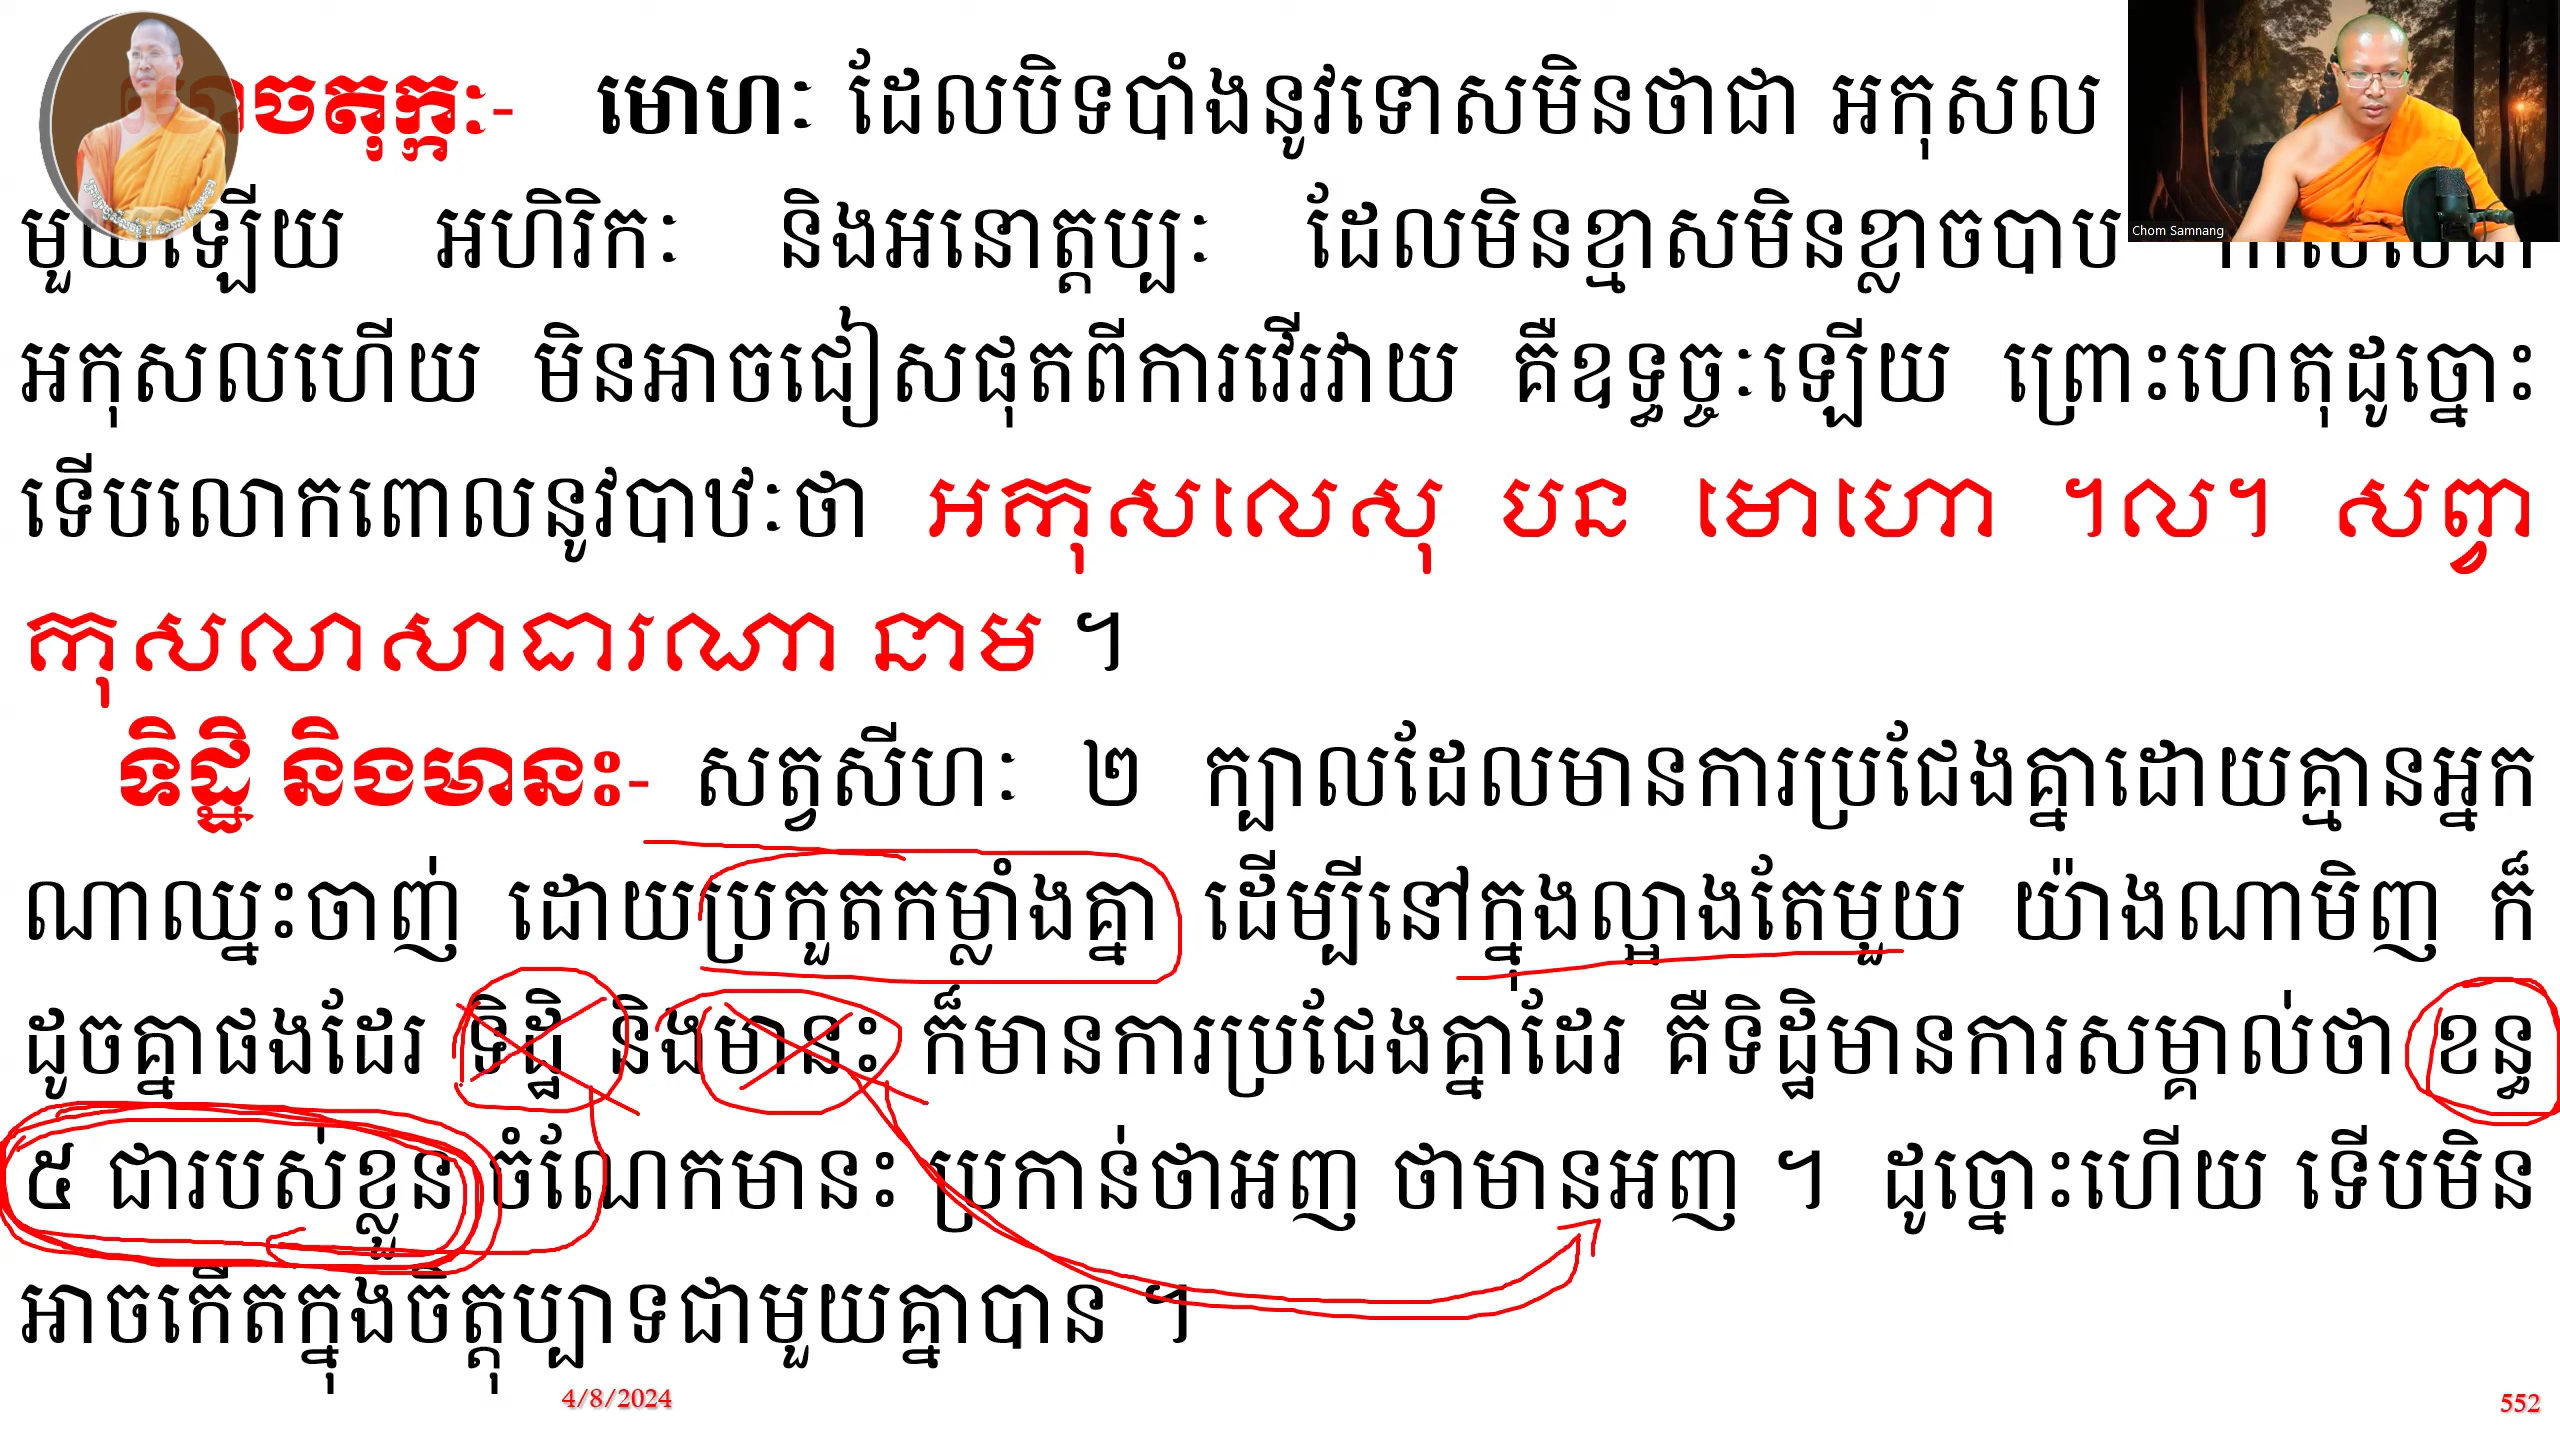 ចតុក្កៈ- មោហៈ ដែលបិទបាំងនូវទោសមិនថាជា អកុសល
មួយឡើយ អហិរិកៈ និងអនោត្តប្បៈ ដែលមិនខ្មាសមិនខ្លាចបាប
អកុសលហើយ មិនអាចជៀសផុតពីការរវើរវាយ គឺឧទ្ធច្ចៈឡើយ ព្រោះហេតុដូច្នោះ
ទើបលោកពោលនូវបាឋៈថា អកុសលេសុ បន មោហោ ។ល។ សព្វា
កុសលាសាធារណា នាម ។
ទិដ្ឋិ និងមានះ- សត្វសីហៈ ២ ក្បាលដែលមានការប្រជែងគ្នាដោយគ្មានអ្នក
ណាឈ្នះចាញ់ ដោយប្រកួតកម្លាំងគ្នា ដើម្បីនៅក្នុងល្អាងតែមួយ យ៉ាងណាមិញ ក៏
ដូចគ្នាផងដែរ ទិដ្ឋិ និងមានះ ក៏មានការប្រជែងគ្នាដែរ គឺទិដ្ឋិមានការសម្គាល់ថា ខន្ធ
៥ ជារបស់ខ្លួន ចំណែកមានះ ប្រកាន់ថាអញ ថាមានអញ ។ ដូច្នោះហើយ ទើបមិន
អាចកើតក្នុងចិត្តុប្បាទជាមួយគ្នាបាន ។
Chom Samnang
4/8/2024
552